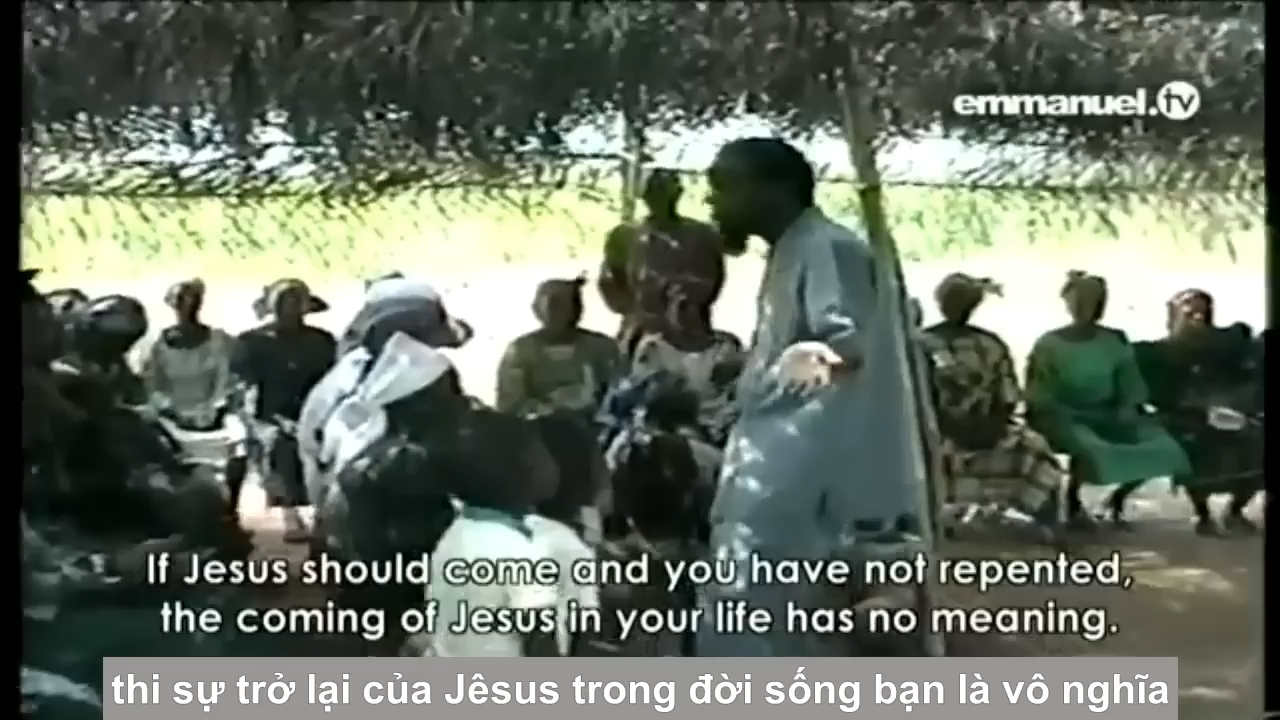 emmanuel.tv
If Jesus should come and you have not repented,
the coming of Jesus in your life has no meaning.
thi sự trở lại của Jêsus trong đời sống bạn là vô nghĩa